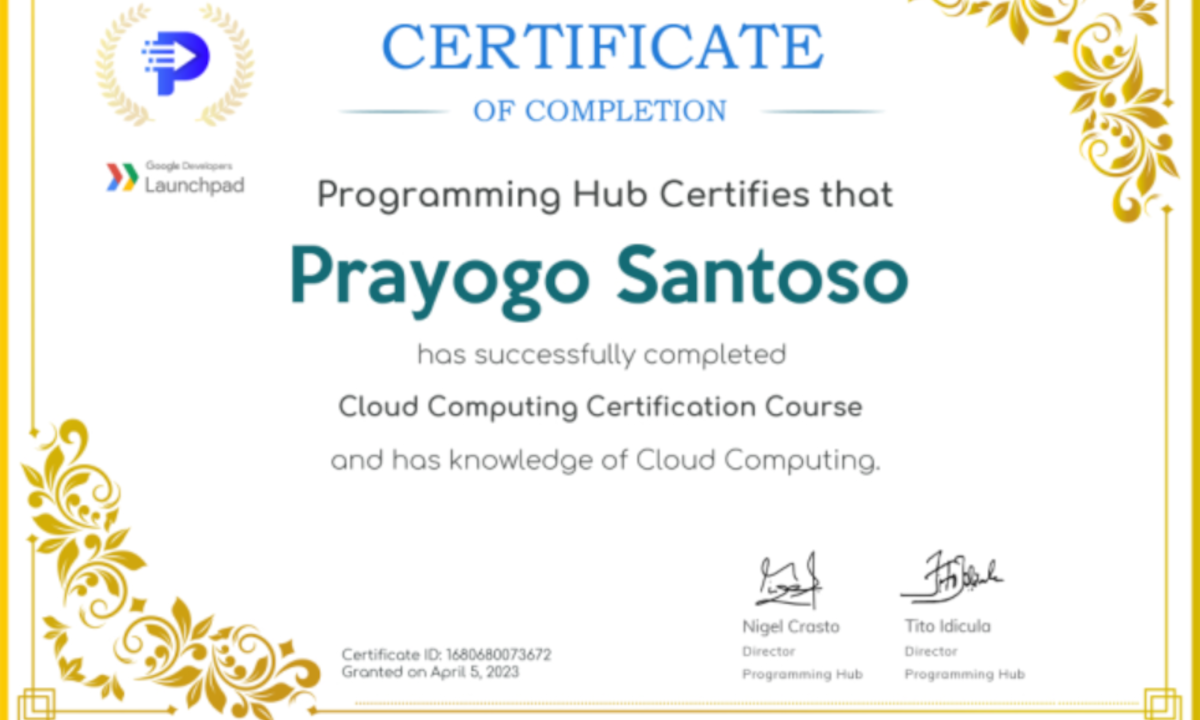 CERTIFICATE
OF COMPLETION
Google Developers
Launchpad
Programming Hub Certifies that
Prayogo Santoso
has successfully completed
Cloud Computing Certification Course
and has knowledge of Cloud Computing.
Nigel Crasto
Director
Programming Hub
Tito Idicula
Director
Programming Hub
Certificate ID: 1680680073672
Granted on April 5, 2023